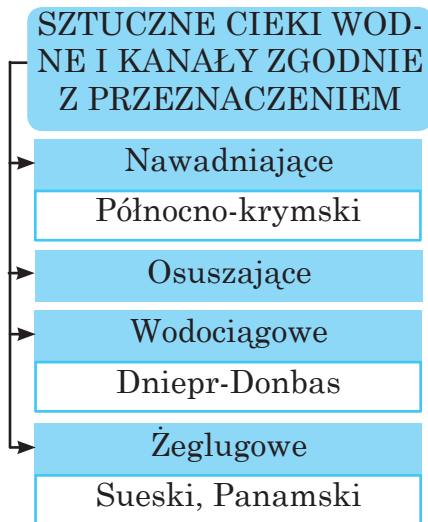 SZTUCZNE CIEKI WOD-
NE I KANAŁY ZGODNIE
Z PRZEZNACZENIEM
Nawadniające
Północno-krymski
Osuszające
Wodociągowe
Dniepr-Donbas
Żeglugowe
Sueski, Panamski